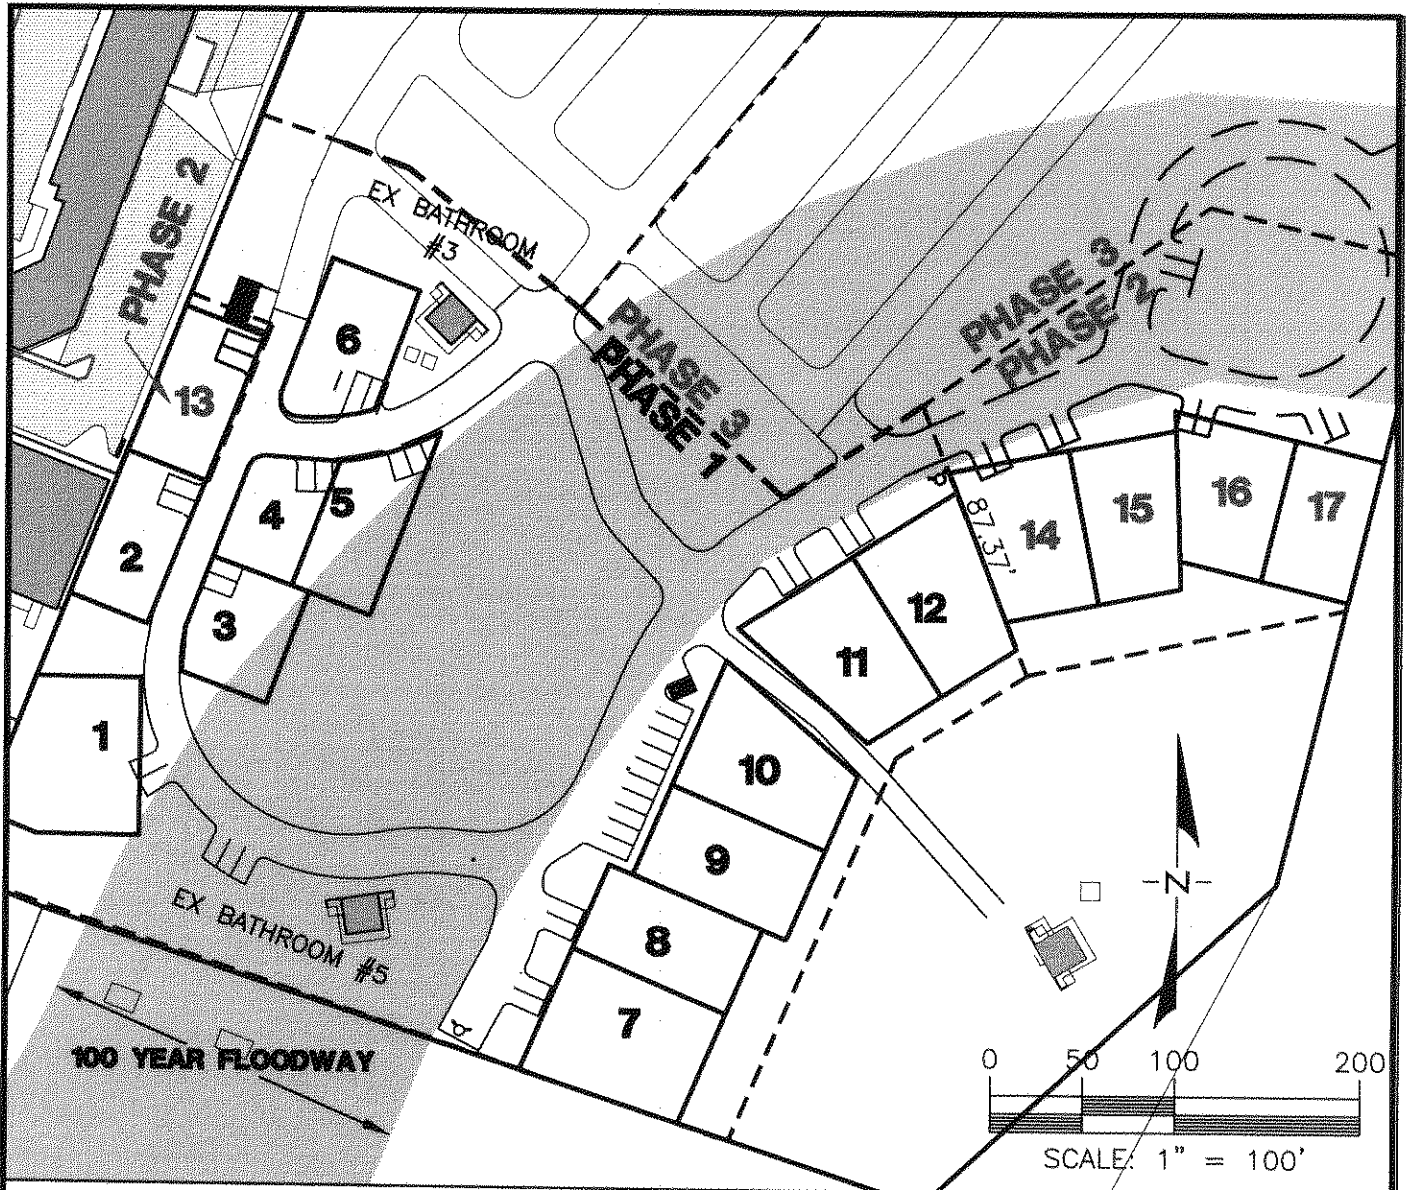 PHASE 2
EX BATHROOM
#3
PHASE 3
PHASE 1
PHASE 3
PHASE 2
6
13
4
5
2
3
1
87.37'
14
15
16
17
12
11
10
9
8
7
EX BATHROOM #5
100 YEAR FLOODWAY
-N-
0 50 100 200
SCALE: 1" = 100'